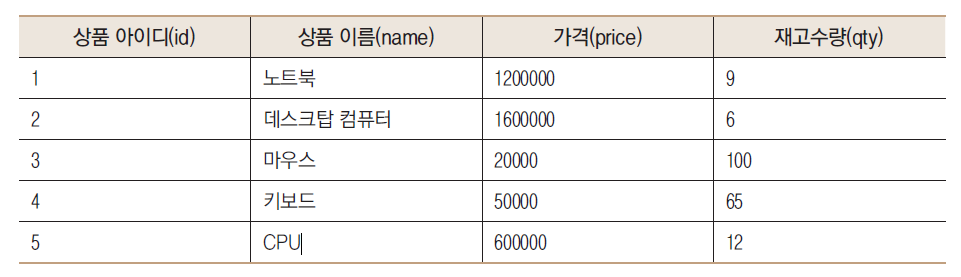 상품 아이디(id) 상품 이름(name) 가격(price) 재고수량(qty)
1 노트북 1200000 9
2 데스크탑 컴퓨터 1600000 6
3 마우스 20000 100
4 키보드 50000 65
5 CPU 600000 12